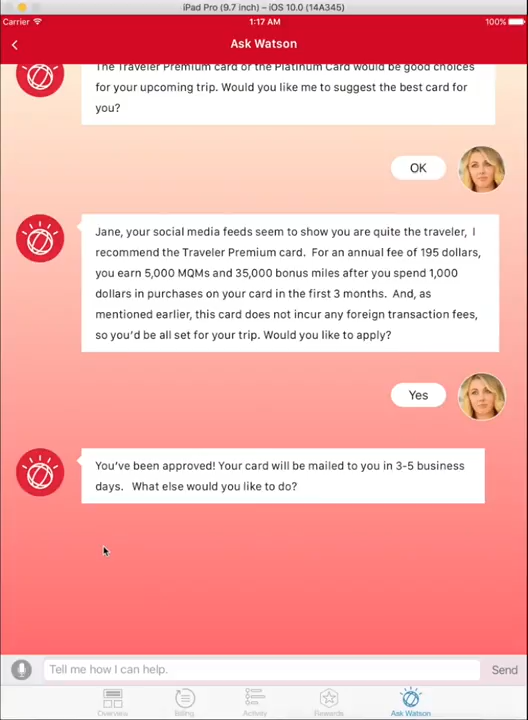 iPad Pro (9.7 inch) – iOS 10.0 (14A345)
Carrier 1:17 AM 100%
Ask Watson
The Traveler Premium card or the Platinum Card would be good choices
for your upcoming trip. Would you like me to suggest the best card for
you?
OK
Jane, your social media feeds seem to show you are quite the traveler, I
recommend the Traveler Premium card. For an annual fee of 195 dollars,
you earn 5,000 MQMs and 35,000 bonus miles after you spend 1,000
dollars in purchases on your card in the first 3 months. And, as
mentioned earlier, this card does not incur any foreign transaction fees,
so you'd be all set for your trip. Would you like to apply?
Yes
You've been approved! Your card will be mailed to you in 3-5 business
days. What else would you like to do?
Tell me how I can help. Send
Overview Billing Activity Rewards Ask Watson